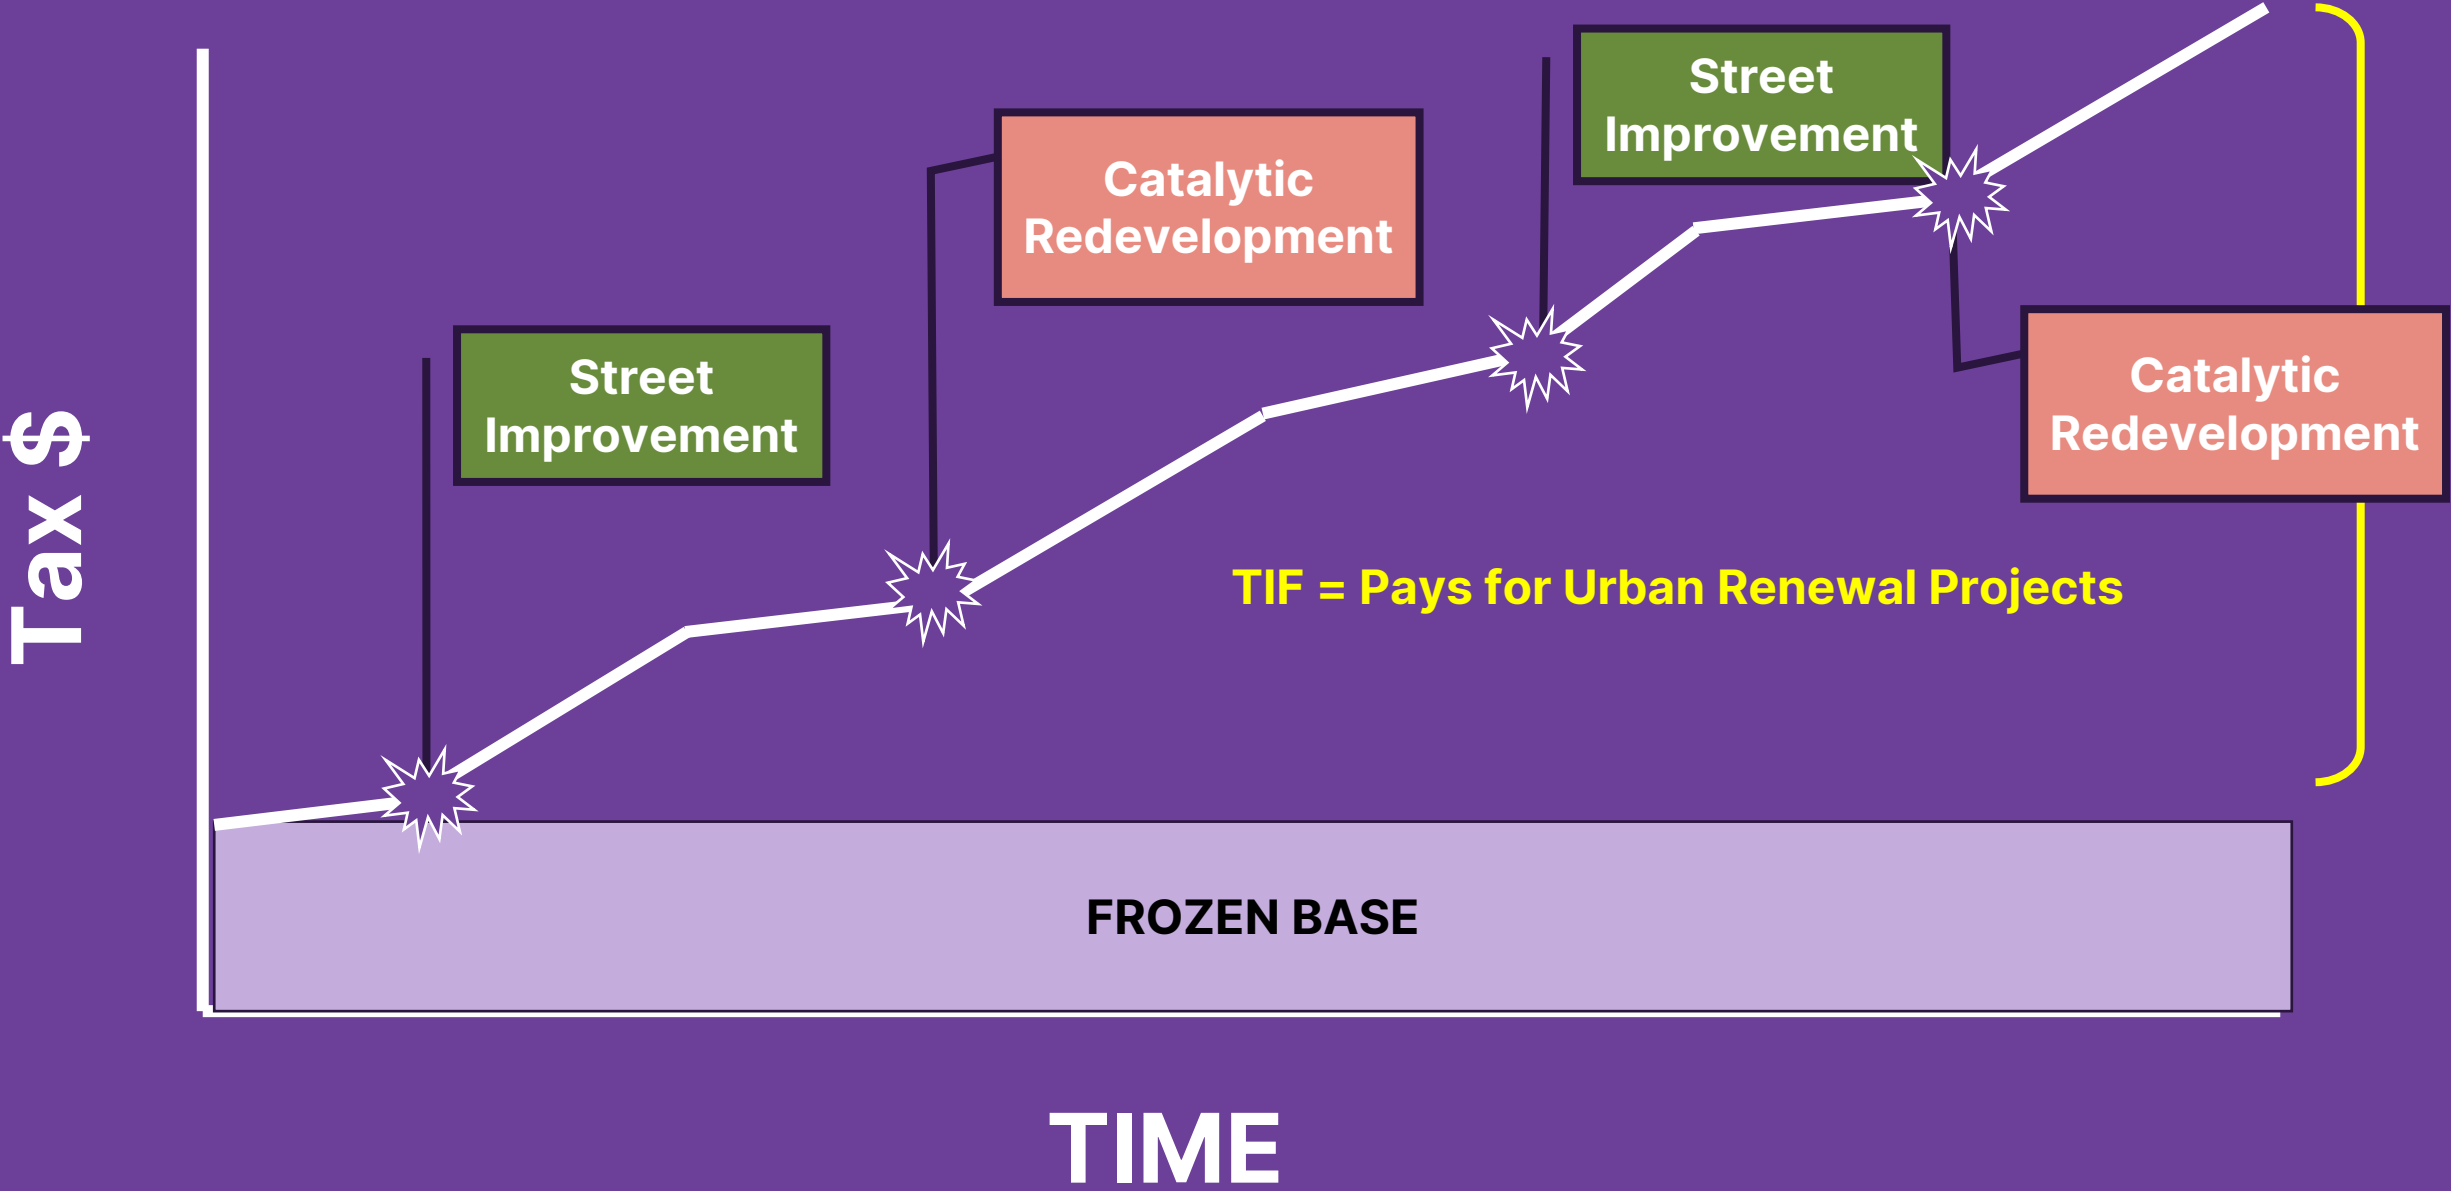 Street
Improvement
Catalytic
Redevelopment
Street
Improvement
Catalytic
Redevelopment
Tax $
TIF = Pays for Urban Renewal Projects
FROZEN BASE
TIME